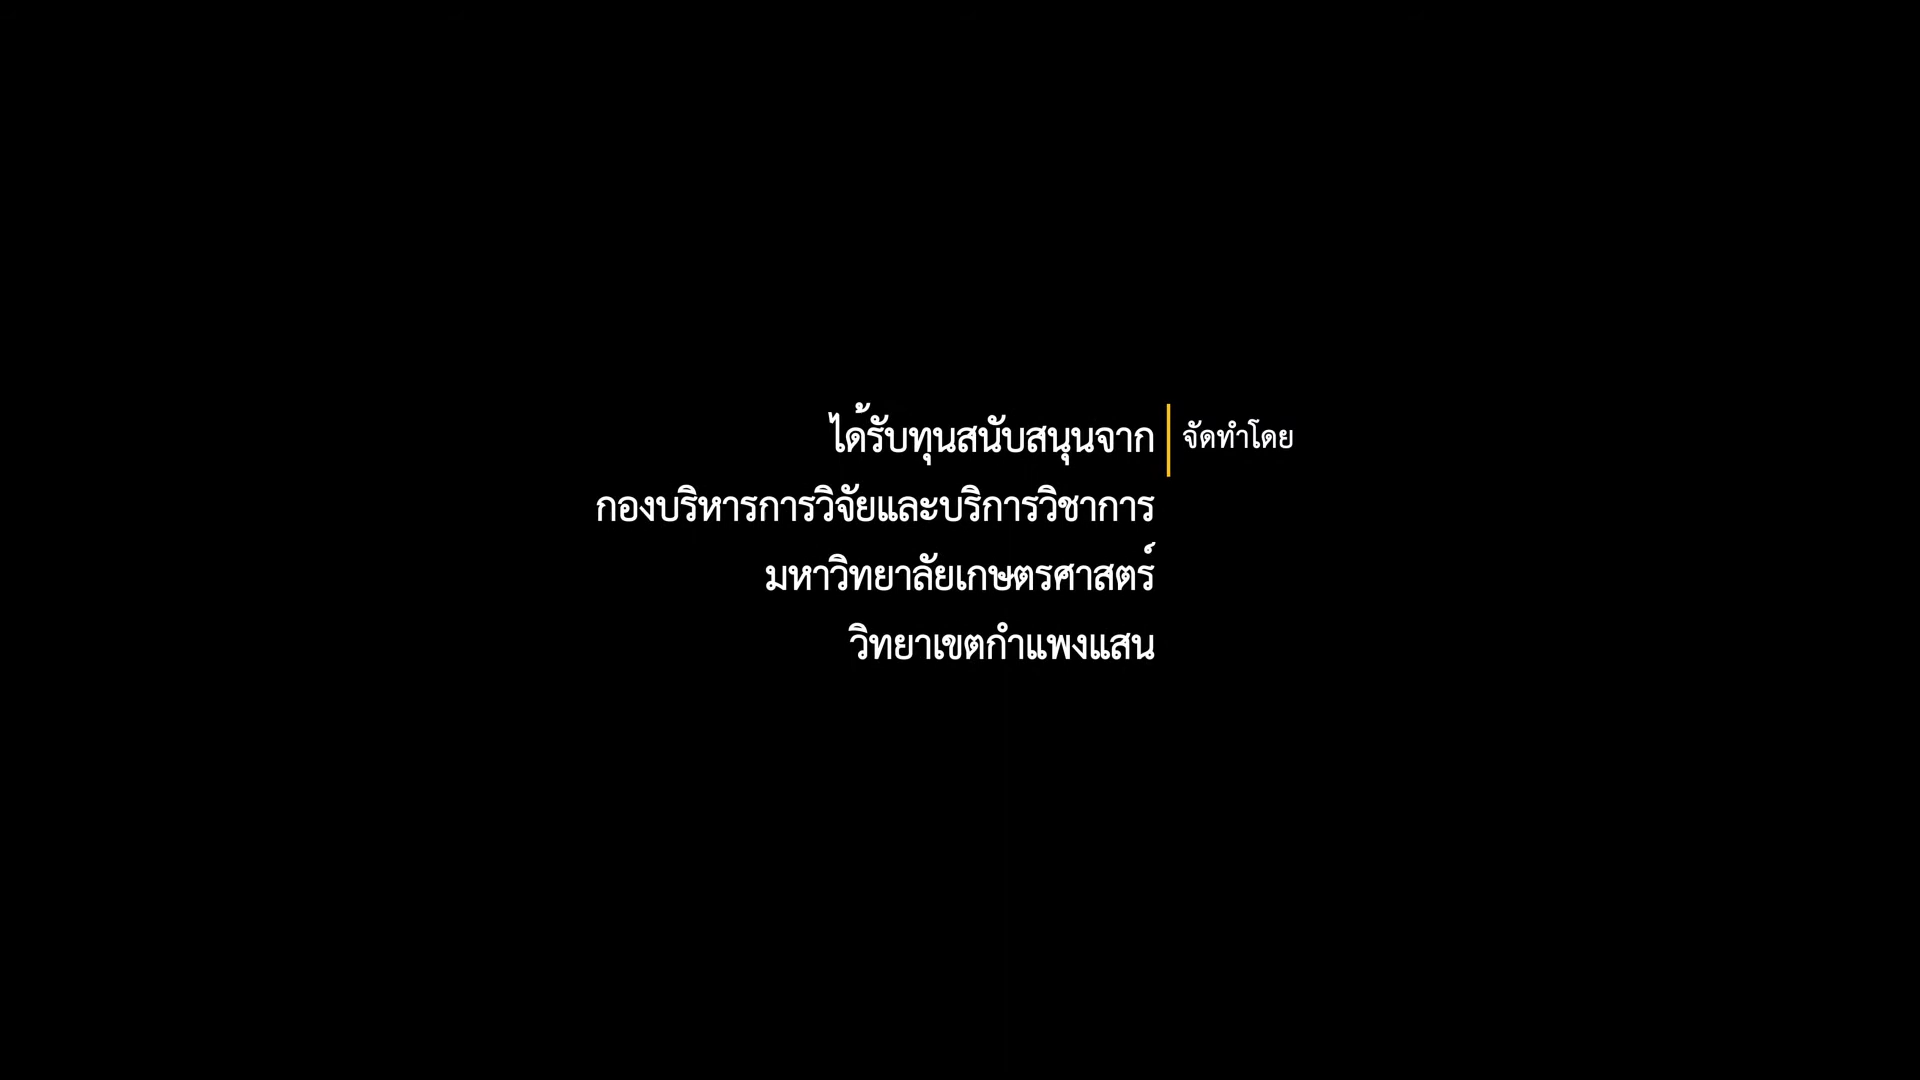 ได้รับทุนสนับสนุนจาก
กองบริหารการวิจัยและบริการวิชาการ
มหาวิทยาลัยเกษตรศาสตร์
วิทยาเขตกำแพงแสน
จัดทำโดย